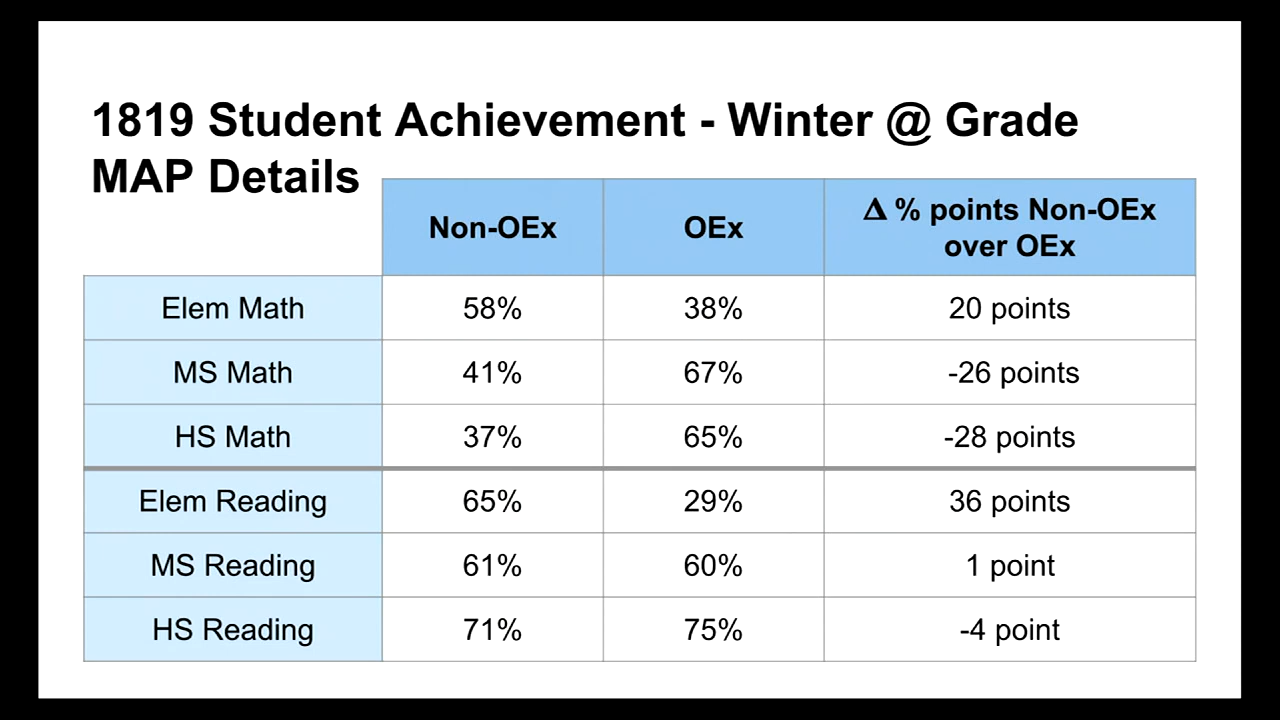 1819 Student Achievement - Winter @ Grade
MAP Details
Non-OEx OEx Δ % points Non-OEx
over OEx
Elem Math 58% 38% 20 points
MS Math 41% 67% -26 points
HS Math 37% 65% -28 points
Elem Reading 65% 29% 36 points
MS Reading 61% 60% 1 point
HS Reading 71% 75% -4 point